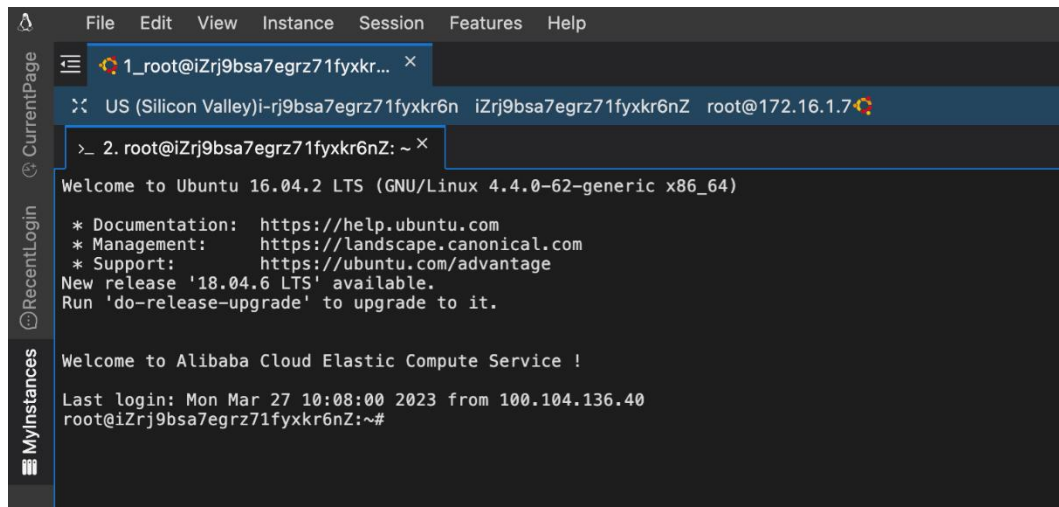 File Edit View Instance Session Features Help
CurrentPage
RecentLogin
MyInstances
1_root@iZrj9bsa7egrz71fyxkr... ×
US (Silicon Valley)i-rj9bsa7egrz71fyxkr6n iZrj9bsa7egrz71fyxkr6nZ root@172.16.1.7
>_ 2. root@iZrj9bsa7egrz71fyxkr6nZ: ~ ×
Welcome to Ubuntu 16.04.2 LTS (GNU/Linux 4.4.0-62-generic x86_64)
* Documentation: https://help.ubuntu.com
* Management: https://landscape.canonical.com
* Support: https://ubuntu.com/advantage
New release '18.04.6 LTS' available.
Run 'do-release-upgrade' to upgrade to it.
Welcome to Alibaba Cloud Elastic Compute Service !
Last login: Mon Mar 27 10:08:00 2023 from 100.104.136.40
root@iZrj9bsa7egrz71fyxkr6nZ:~#